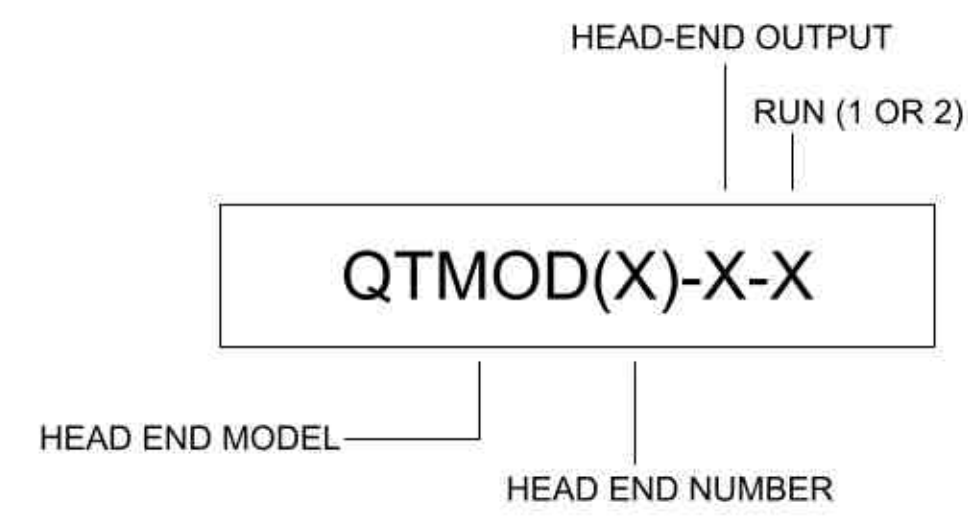 HEAD-END OUTPUT
RUN (1 OR 2)
QTMOD(X)-X-X
HEAD END MODEL
HEAD END NUMBER